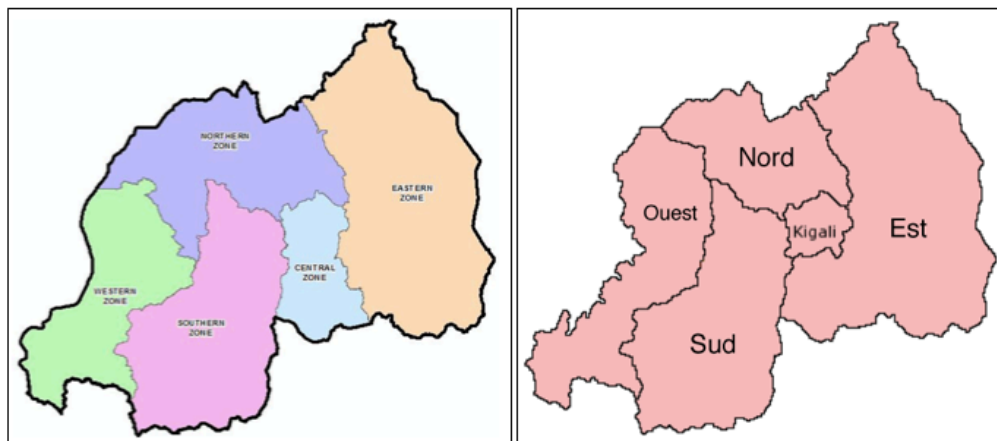 NORTHERN
ZONE
EASTERN
ZONE
CENTRAL
ZONE
WESTERN
ZONE
SOUTHERN
ZONE
Nord
Ouest
Kigali
Est
Sud